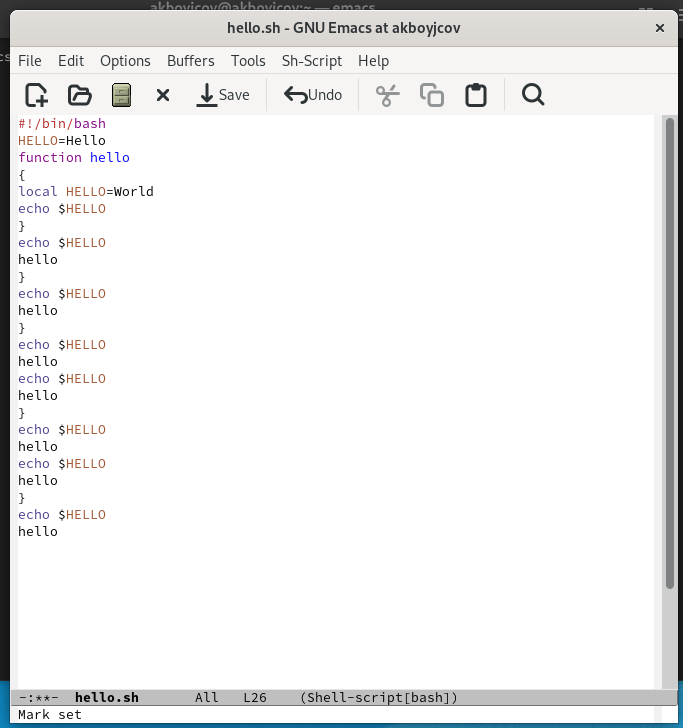 akboyjcov@akboyjcov:~ — emacs
hello.sh - GNU Emacs at akboyjcov
File Edit Options Buffers Tools Sh-Script Help
Save Undo
#!/bin/bash
HELLO=Hello
function hello
{
local HELLO=World
echo $HELLO
}
echo $HELLO
hello
}
echo $HELLO
hello
}
echo $HELLO
hello
echo $HELLO
hello
}
echo $HELLO
hello
echo $HELLO
hello
}
echo $HELLO
hello
-:**- hello.sh All L26 (Shell-script[bash])
Mark set